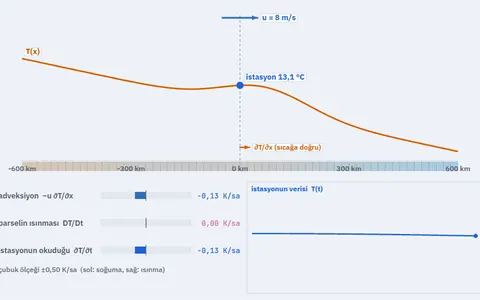 u = 8 m/s
T(x)
istasyon 13,1 °C
∂T/∂x (sıcağa doğru)
-600 km
-300 km
0 km
300 km
600 km
adveksiyon −u ∂T/∂x
-0,13 K/sa
parselin ısınması DT/Dt
0,00 K/sa
istasyonun okuduğu ∂T/∂t
-0,13 K/sa
çubuk ölçeği ±0,50 K/sa (sol: soğuma, sağ: ısınma)
istasyonun verisi T(t)